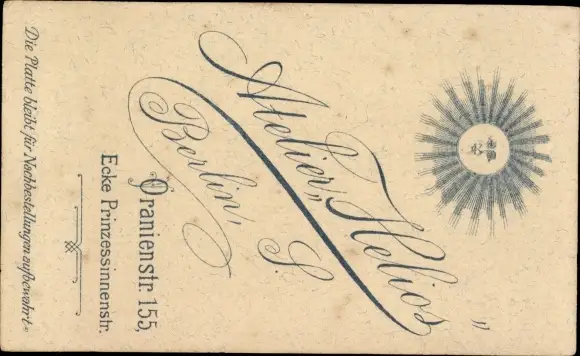 Atelier „Helios"
Berlin, S.
Oranienstr. 155,
Ecke Prinzessinnenstr.
Die Platte bleibt für Nachbestellungen aufbewahrt.